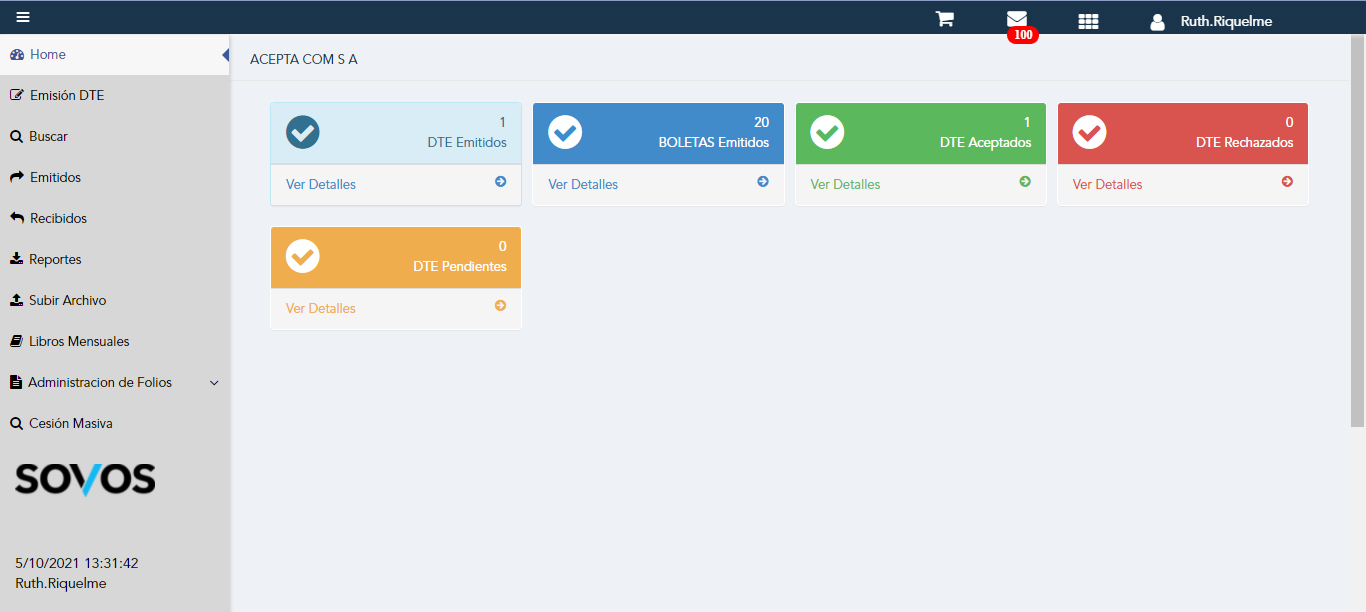 Ruth.Riquelme
100
Home
Emisión DTE
Buscar
Emitidos
Recibidos
Reportes
Subir Archivo
Libros Mensuales
Administracion de Folios
Cesión Masiva
SOVOS
5/10/2021 13:31:42
Ruth.Riquelme
ACEPTA COM S A
1
DTE Emitidos
Ver Detalles
20
BOLETAS Emitidos
Ver Detalles
1
DTE Aceptados
Ver Detalles
0
DTE Rechazados
Ver Detalles
0
DTE Pendientes
Ver Detalles